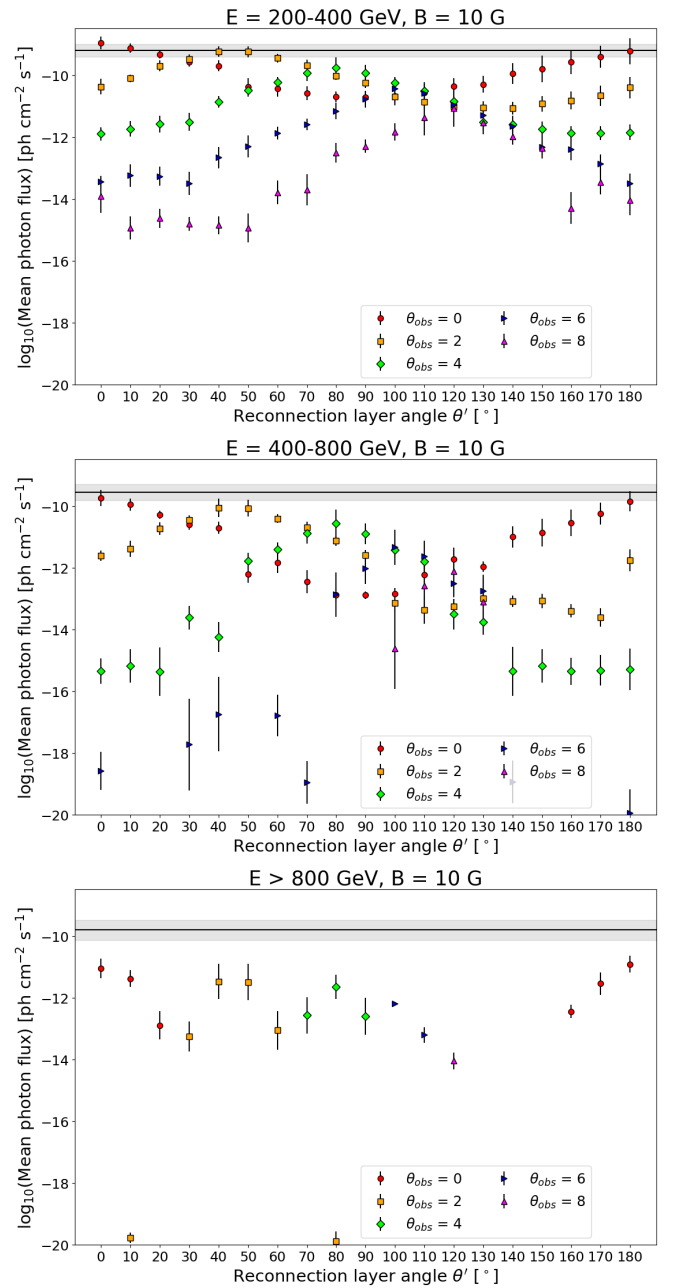 E = 200-400 GeV, B = 10 G
log₁₀(Mean photon flux) [ph cm⁻² s⁻¹]
−10
−12
−14
−16
−18
−20
θobs = 0
θobs = 2
θobs = 4
θobs = 6
θobs = 8
0 10 20 30 40 50 60 70 80 90 100 110 120 130 140 150 160 170 180
Reconnection layer angle θ′ [°]
E = 400-800 GeV, B = 10 G
log₁₀(Mean photon flux) [ph cm⁻² s⁻¹]
−10
−12
−14
−16
−18
−20
θobs = 0
θobs = 2
θobs = 4
θobs = 6
θobs = 8
0 10 20 30 40 50 60 70 80 90 100 110 120 130 140 150 160 170 180
Reconnection layer angle θ′ [°]
E > 800 GeV, B = 10 G
log₁₀(Mean photon flux) [ph cm⁻² s⁻¹]
−10
−12
−14
−16
−18
−20
θobs = 0
θobs = 2
θobs = 4
θobs = 6
θobs = 8
0 10 20 30 40 50 60 70 80 90 100 110 120 130 140 150 160 170 180
Reconnection layer angle θ′ [°]